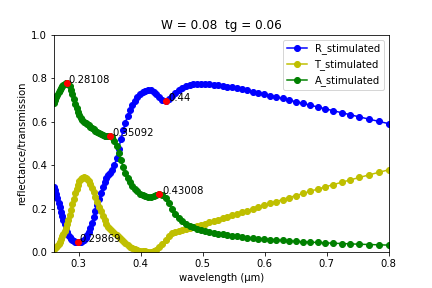 W = 0.08 tg = 0.06
R_stimulated
T_stimulated
A_stimulated
0.28108
0.44
0.35092
0.43008
0.29869
reflectance/transmission
1.0
0.8
0.6
0.4
0.2
0.0
0.3
0.4
0.5
0.6
0.7
0.8
wavelength (μm)